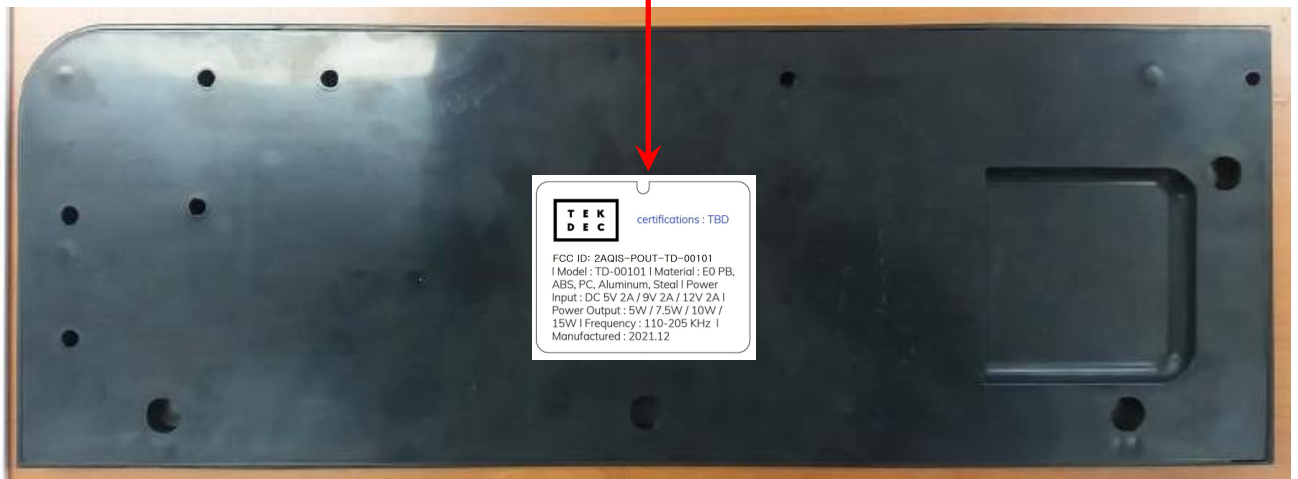 TEK
DEC
certifications : TBD
FCC ID: 2AQIS-POUT-TD-00101
l Model : TD-00101 l Material : E0 PB,
ABS, PC, Aluminum, Steal l Power
Input : DC 5V 2A / 9V 2A / 12V 2A l
Power Output : 5W / 7.5W / 10W /
15W l Frequency : 110-205 KHz l
Manufactured : 2021.12